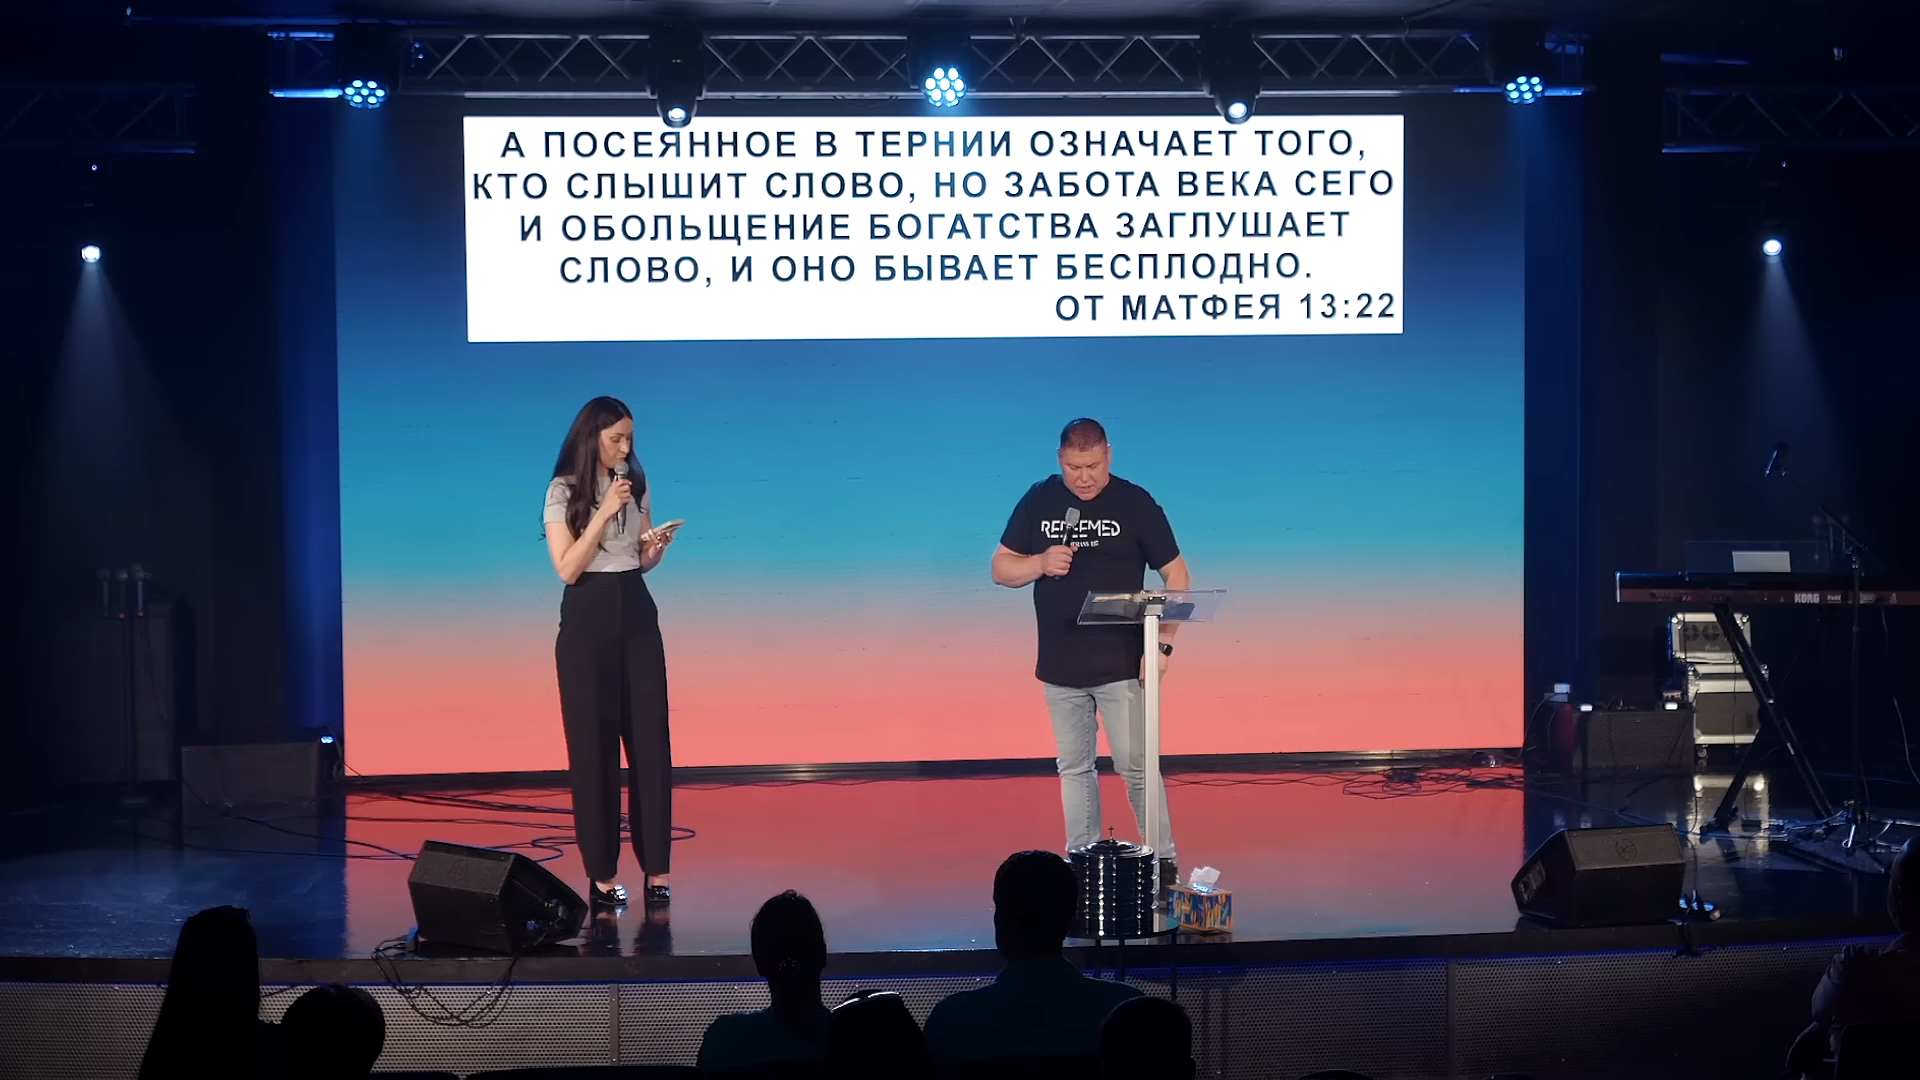 А ПОСЕЯННОЕ В ТЕРНИИ ОЗНАЧАЕТ ТОГО,
КТО СЛЫШИТ СЛОВО, НО ЗАБОТА ВЕКА СЕГО
И ОБОЛЬЩЕНИЕ БОГАТСТВА ЗАГЛУШАЕТ
СЛОВО, И ОНО БЫВАЕТ БЕСПЛОДНО.
ОТ МАТФЕЯ 13:22
REDEEMED
KORG